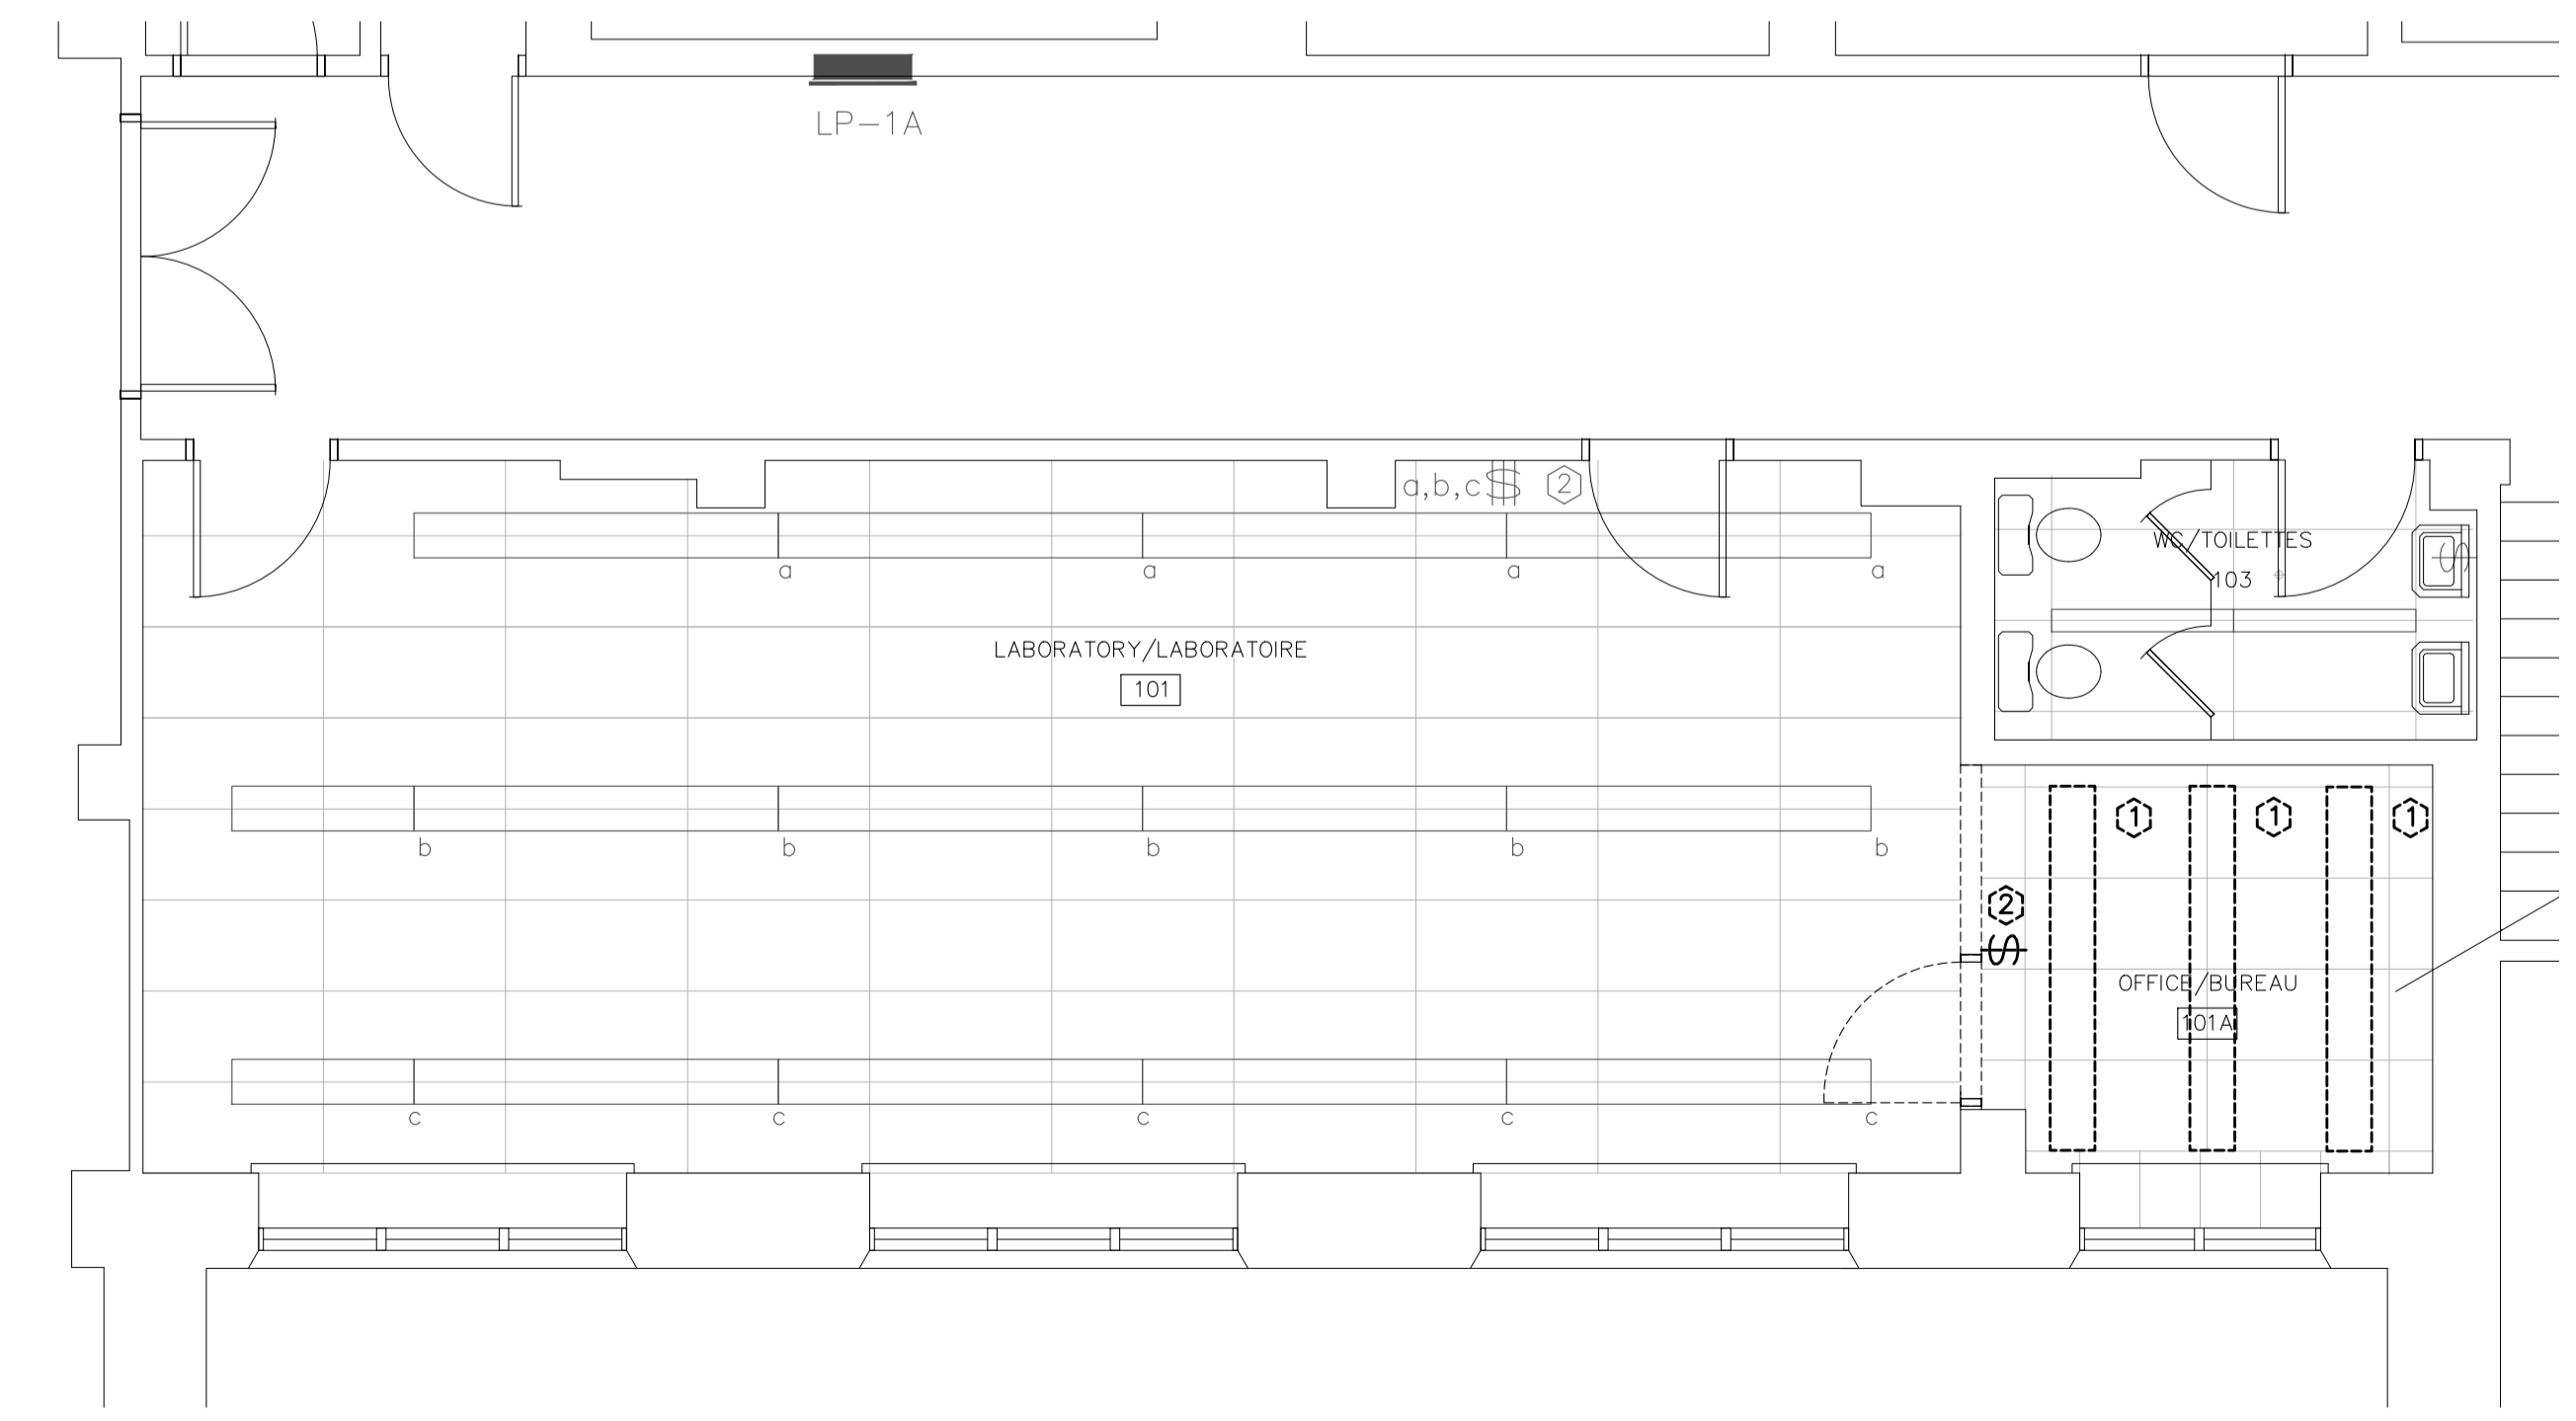 LP-1A
a,b,c $ 2
a a a a
WC/TOILETTES
103
$
LABORATORY/LABORATOIRE
101
b b b b b
1 1 1
2
$
OFFICE/BUREAU
101A
c c c c c